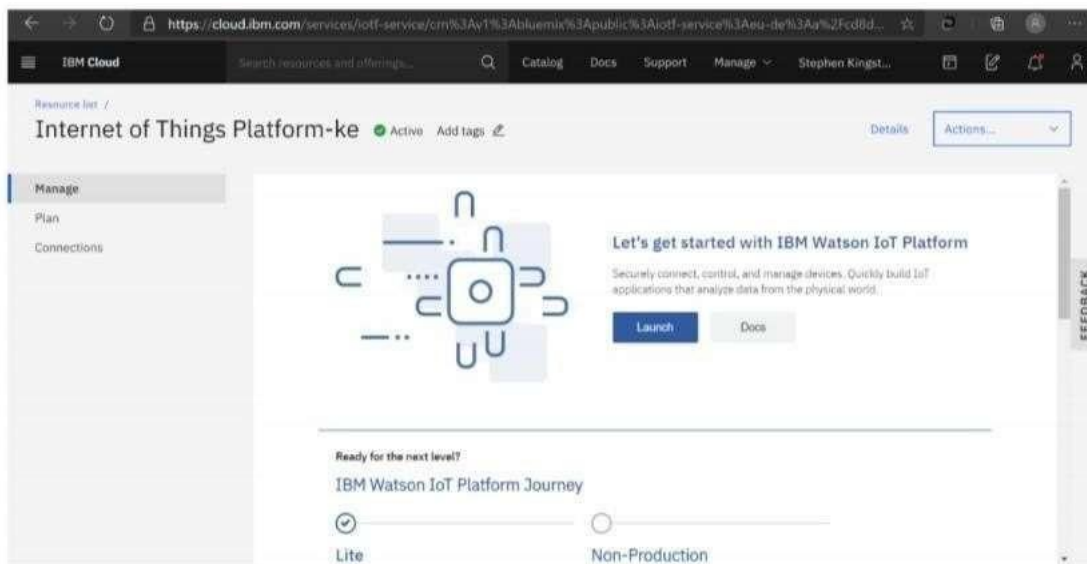 https://cloud.ibm.com/services/iotf-service/crn%3Av1%3Abluemix%3Apublic%3Aiotf-service%3Aeu-de%3Aa%2Fcd8d...
IBM Cloud
Search resources and offerings...
Catalog
Docs
Support
Manage
Stephen Kingst...
Resource list /
Internet of Things Platform-ke
Active
Add tags
Details
Actions...
Manage
Plan
Connections
Let's get started with IBM Watson IoT Platform
Securely connect, control, and manage devices. Quickly build IoT
applications that analyze data from the physical world.
Launch
Docs
FEEDBACK
Ready for the next level?
IBM Watson IoT Platform Journey
Lite
Non-Production